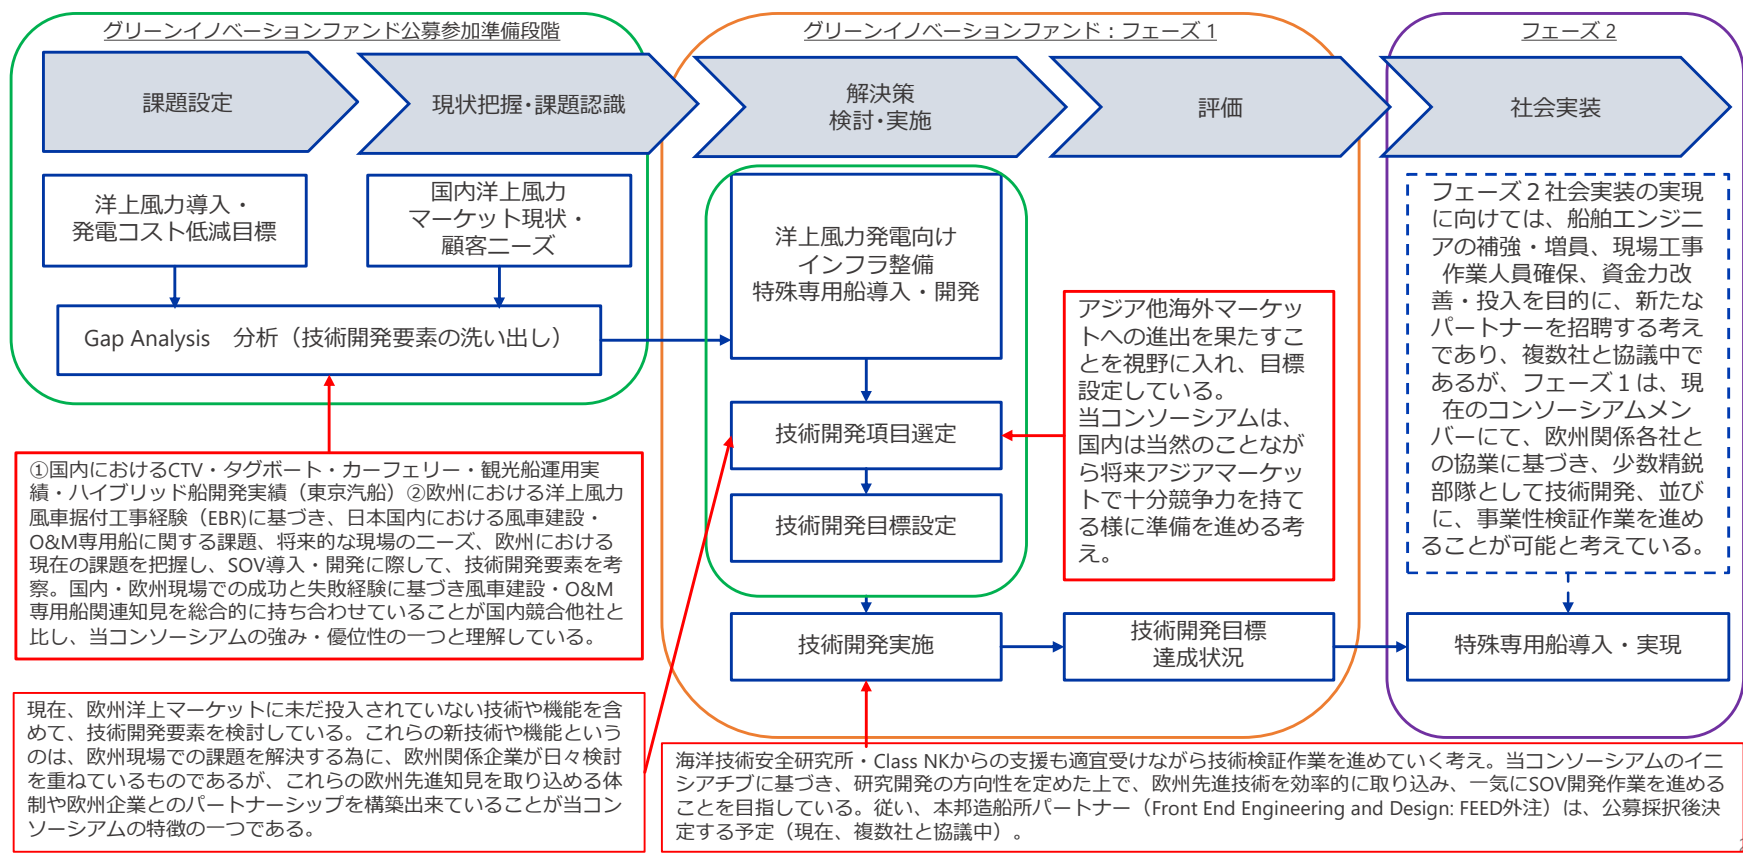 グリーンイノベーションファンド公募参加準備段階
グリーンイノベーションファンド：フェーズ１
フェーズ２
課題設定
現状把握・課題認識
解決策
検討・実施
評価
社会実装
洋上風力導入・
発電コスト低減目標
国内洋上風力
マーケット現状・
顧客ニーズ
Gap Analysis　分析（技術開発要素の洗い出し）
①国内におけるCTV・タグボート・カーフェリー・観光船運用実
績・ハイブリッド船開発実績（東京汽船）②欧州における洋上風力
風車据付工事経験（EBR)に基づき、日本国内における風車建設・
O&M専用船に関する課題、将来的な現場のニーズ、欧州における
現在の課題を把握し、SOV導入・開発に際して、技術開発要素を考
察。国内・欧州現場での成功と失敗経験に基づき風車建設・O&M
専用船関連知見を総合的に持ち合わせていることが国内競合他社と
比し、当コンソーシアムの強み・優位性の一つと理解している。
現在、欧州洋上マーケットに未だ投入されていない技術や機能を含
めて、技術開発要素を検討している。これらの新技術や機能という
のは、欧州現場での課題を解決する為に、欧州関係企業が日々検討
を重ねているものであるが、これらの欧州先進知見を取り込める体
制や欧州企業とのパートナーシップを構築出来ていることが当コン
ソーシアムの特徴の一つである。
洋上風力発電向け
インフラ整備
特殊専用船導入・開発
技術開発項目選定
技術開発目標設定
技術開発実施
アジア他海外マーケッ
トへの進出を果たすこ
とを視野に入れ、目標
設定している。
当コンソーシアムは、
国内は当然のことなが
ら将来アジアマーケッ
トで十分競争力を持て
る様に準備を進める考
え。
技術開発目標
達成状況
海洋技術安全研究所・Class NKからの支援も適宜受けながら技術検証作業を進めていく考え。当コンソーシアムのイニ
シアチブに基づき、研究開発の方向性を定めた上で、欧州先進技術を効率的に取り込み、一気にSOV開発作業を進める
ことを目指している。従い、本邦造船所パートナー（Front End Engineering and Design: FEED外注）は、公募採択後決
定する予定（現在、複数社と協議中）。
フェーズ２社会実装の実現
に向けては、船舶エンジニ
アの補強・増員、現場工事
作業人員確保、資金力改
善・投入を目的に、新たな
パートナーを招聘する考え
であり、複数社と協議中で
あるが、フェーズ１は、現
在のコンソーシアムメン
バーにて、欧州関係各社と
の協業に基づき、少数精鋭
部隊として技術開発、並び
に、事業性検証作業を進め
ることが可能と考えている。
特殊専用船導入・実現